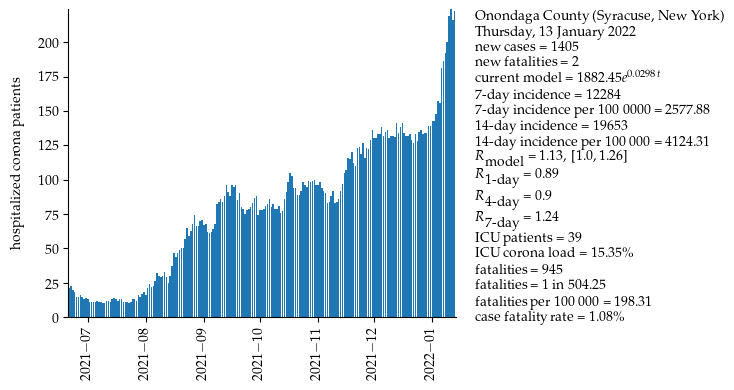 hospitalized corona patients
200
175
150
125
100
75
50
25
0
2021−07
2021−08
2021−09
2021−10
2021−11
2021−12
2022−01
Onondaga County (Syracuse, New York)
Thursday, 13 January 2022
new cases = 1405
new fatalities = 2
current model = 1882.45e^0.0298 t
7-day incidence = 12284
7-day incidence per 100 0000 = 2577.88
14-day incidence = 19653
14-day incidence per 100 000 = 4124.31
R_model = 1.13, [1.0, 1.26]
R_1-day = 0.89
R_4-day = 0.9
R_7-day = 1.24
ICU patients = 39
ICU corona load = 15.35%
fatalities = 945
fatalities = 1 in 504.25
fatalities per 100 000 = 198.31
case fatality rate = 1.08%